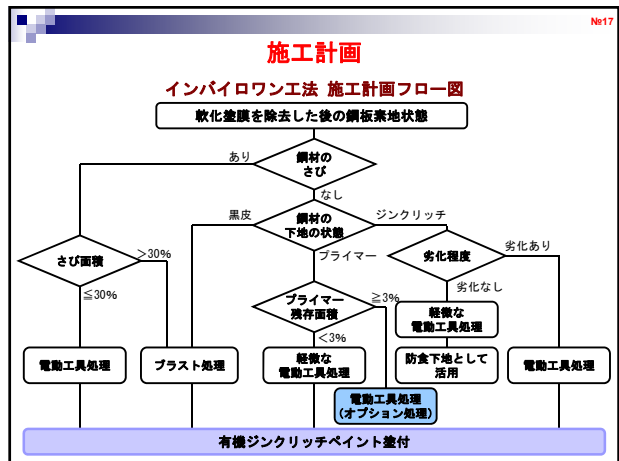 №17
施工計画
インバイロワン工法 施工計画フロー図
軟化塗膜を除去した後の鋼板素地状態
あり
鋼材の
さび
なし
黒皮
鋼材の
下地の状態
ジンクリッチ
プライマー
さび面積
>30%
≦30%
劣化程度
劣化あり
劣化なし
プライマー
残存面積
≧3%
<3%
軽微な
電動工具処理
電動工具処理
ブラスト処理
軽微な
電動工具処理
防食下地として
活用
電動工具処理
電動工具処理
(オプション処理)
有機ジンクリッチペイント塗付